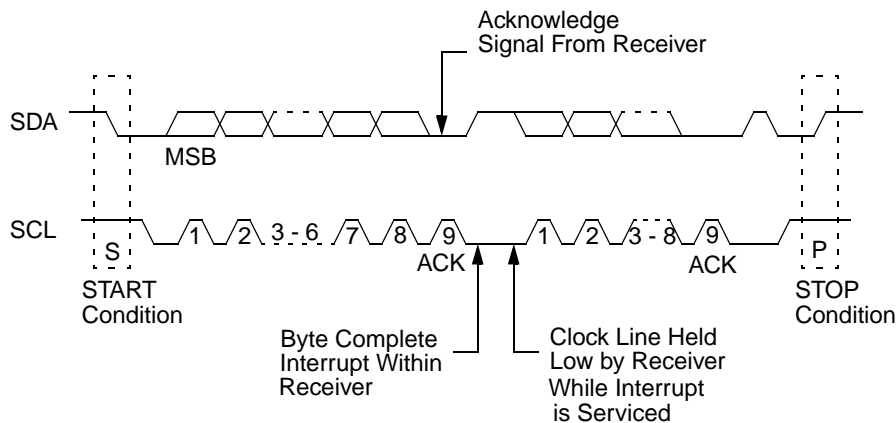 Acknowledge
Signal From Receiver
SDA
MSB
SCL
S
1
2
3 - 6
7
8
9
ACK
1
2
3 - 8
9
ACK
P
START
Condition
STOP
Condition
Byte Complete
Interrupt Within
Receiver
Clock Line Held
Low by Receiver
While Interrupt
is Serviced